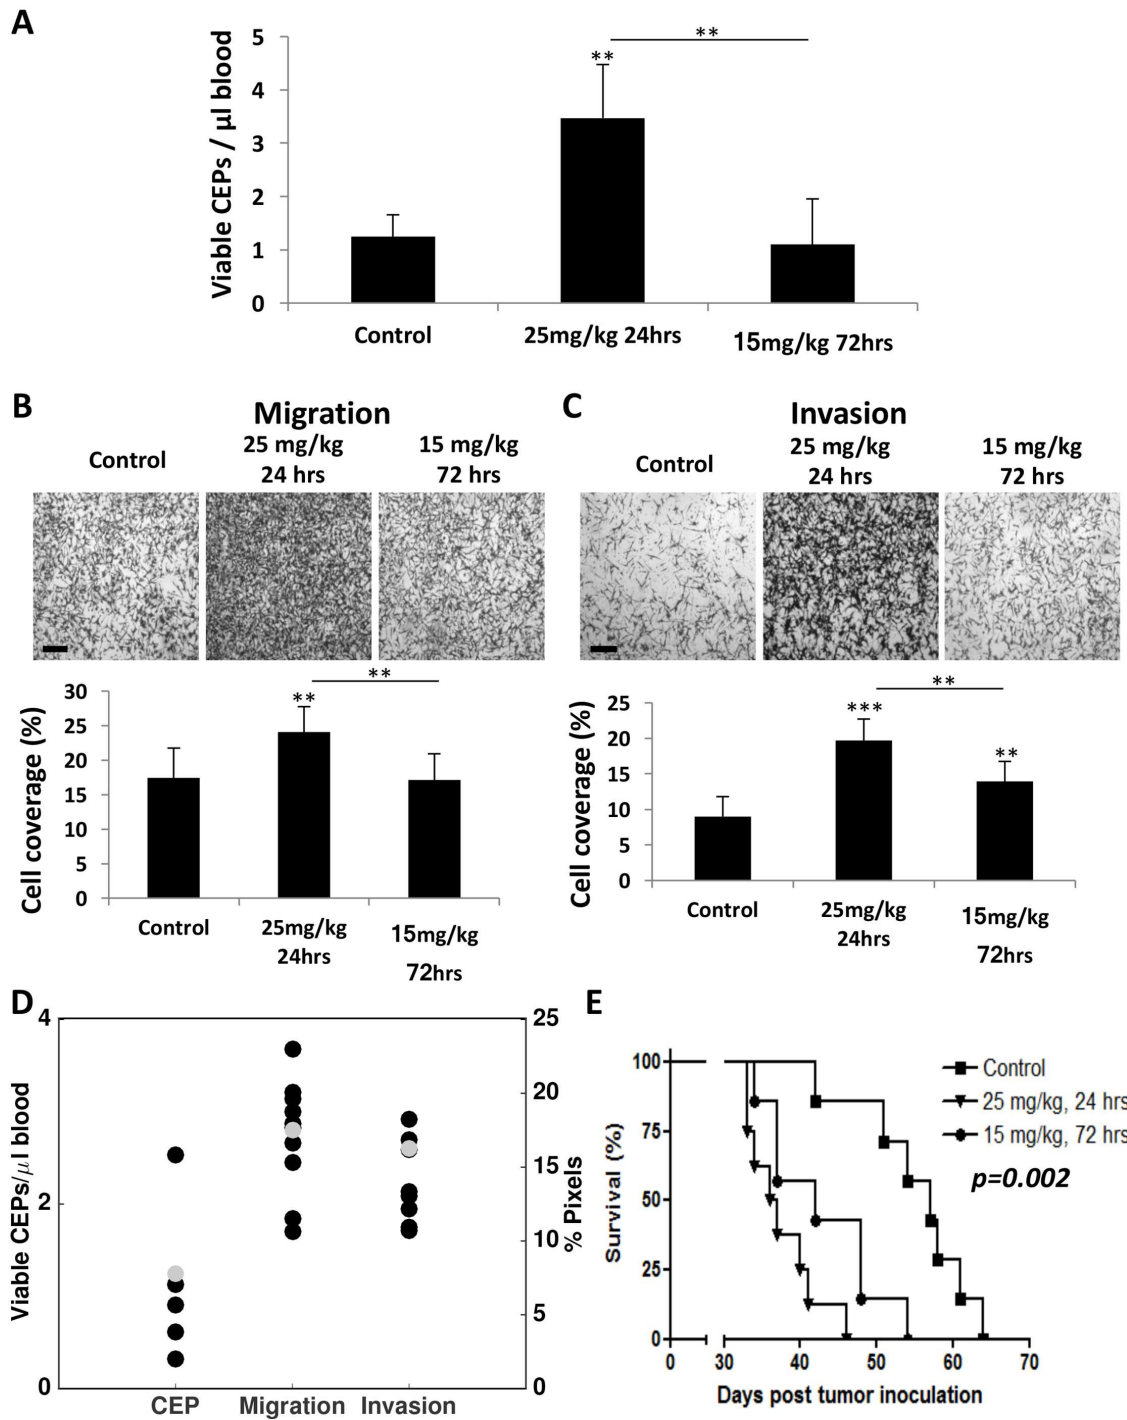 A
Viable CEPs / µl blood
5
4
3
2
1
0
**
**
Control
25mg/kg 24hrs
15mg/kg 72hrs
B
Migration
Control
25 mg/kg
24 hrs
15 mg/kg
72 hrs
**
**
Cell coverage (%)
30
25
20
15
10
5
0
Control
25mg/kg
24hrs
15mg/kg
72hrs
C
Invasion
Control
25 mg/kg
24 hrs
15 mg/kg
72 hrs
**
***
**
Cell coverage (%)
25
20
15
10
5
0
Control
25mg/kg
24hrs
15mg/kg
72hrs
D
Viable CEPs/µl blood
4
2
0
25
20
15
10
5
0
% Pixels
CEP Migration Invasion
E
Survival (%)
100
75
50
25
0
Control
25 mg/kg, 24 hrs
15 mg/kg, 72 hrs
p=0.002
0 30 40 50 60 70
Days post tumor inoculation